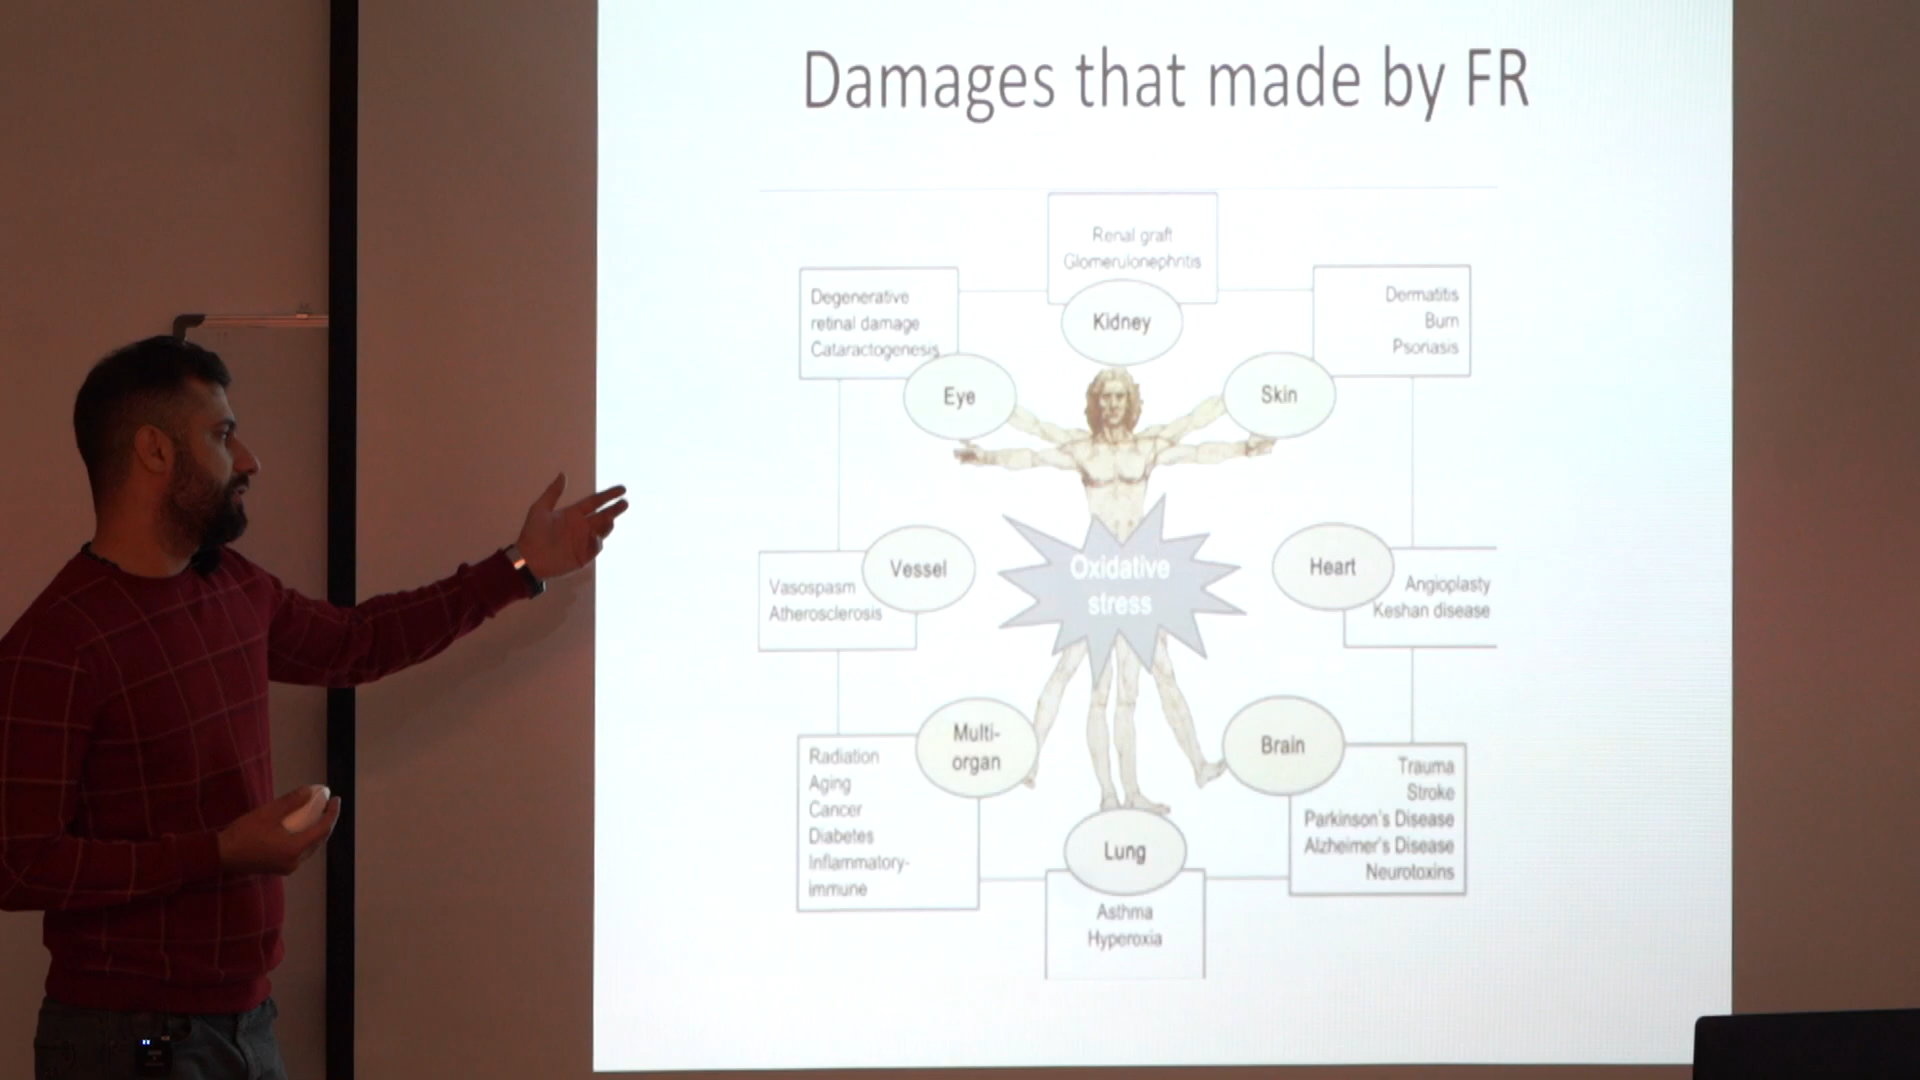 Damages that made by FR
Renal graft
Glomerulonephritis
Kidney
Degenerative
retinal damage
Cataractogenesis
Eye
Dermatitis
Burn
Psoriasis
Skin
Vessel
Vasospasm
Atherosclerosis
Oxidative
stress
Heart
Angioplasty
Keshan disease
Multi-
organ
Radiation
Aging
Cancer
Diabetes
Inflammatory-
immune
Brain
Trauma
Stroke
Parkinson's Disease
Alzheimer's Disease
Neurotoxins
Lung
Asthma
Hyperoxia